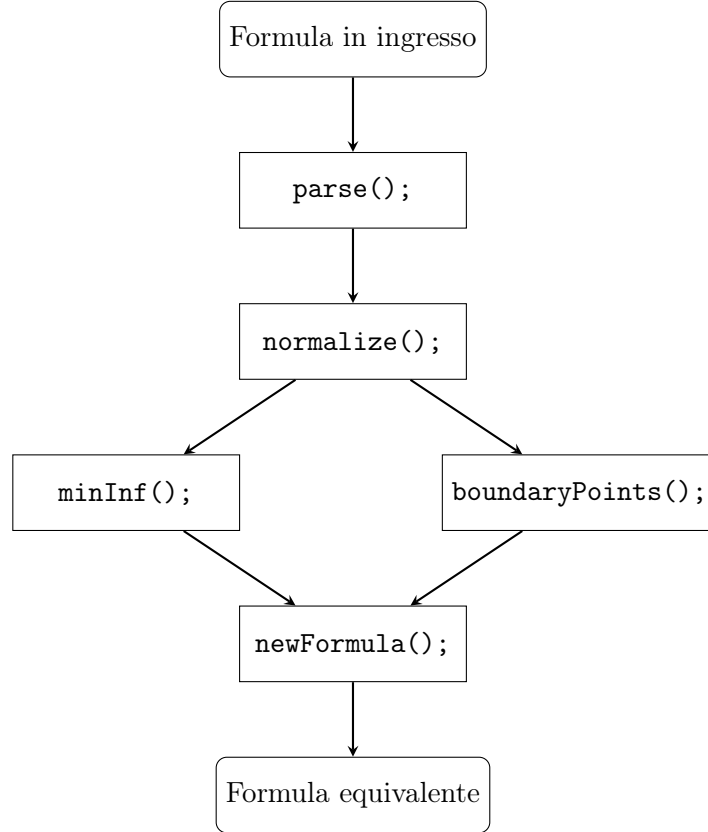 Formula in ingresso
parse();
normalize();
minInf();
boundaryPoints();
newFormula();
Formula equivalente